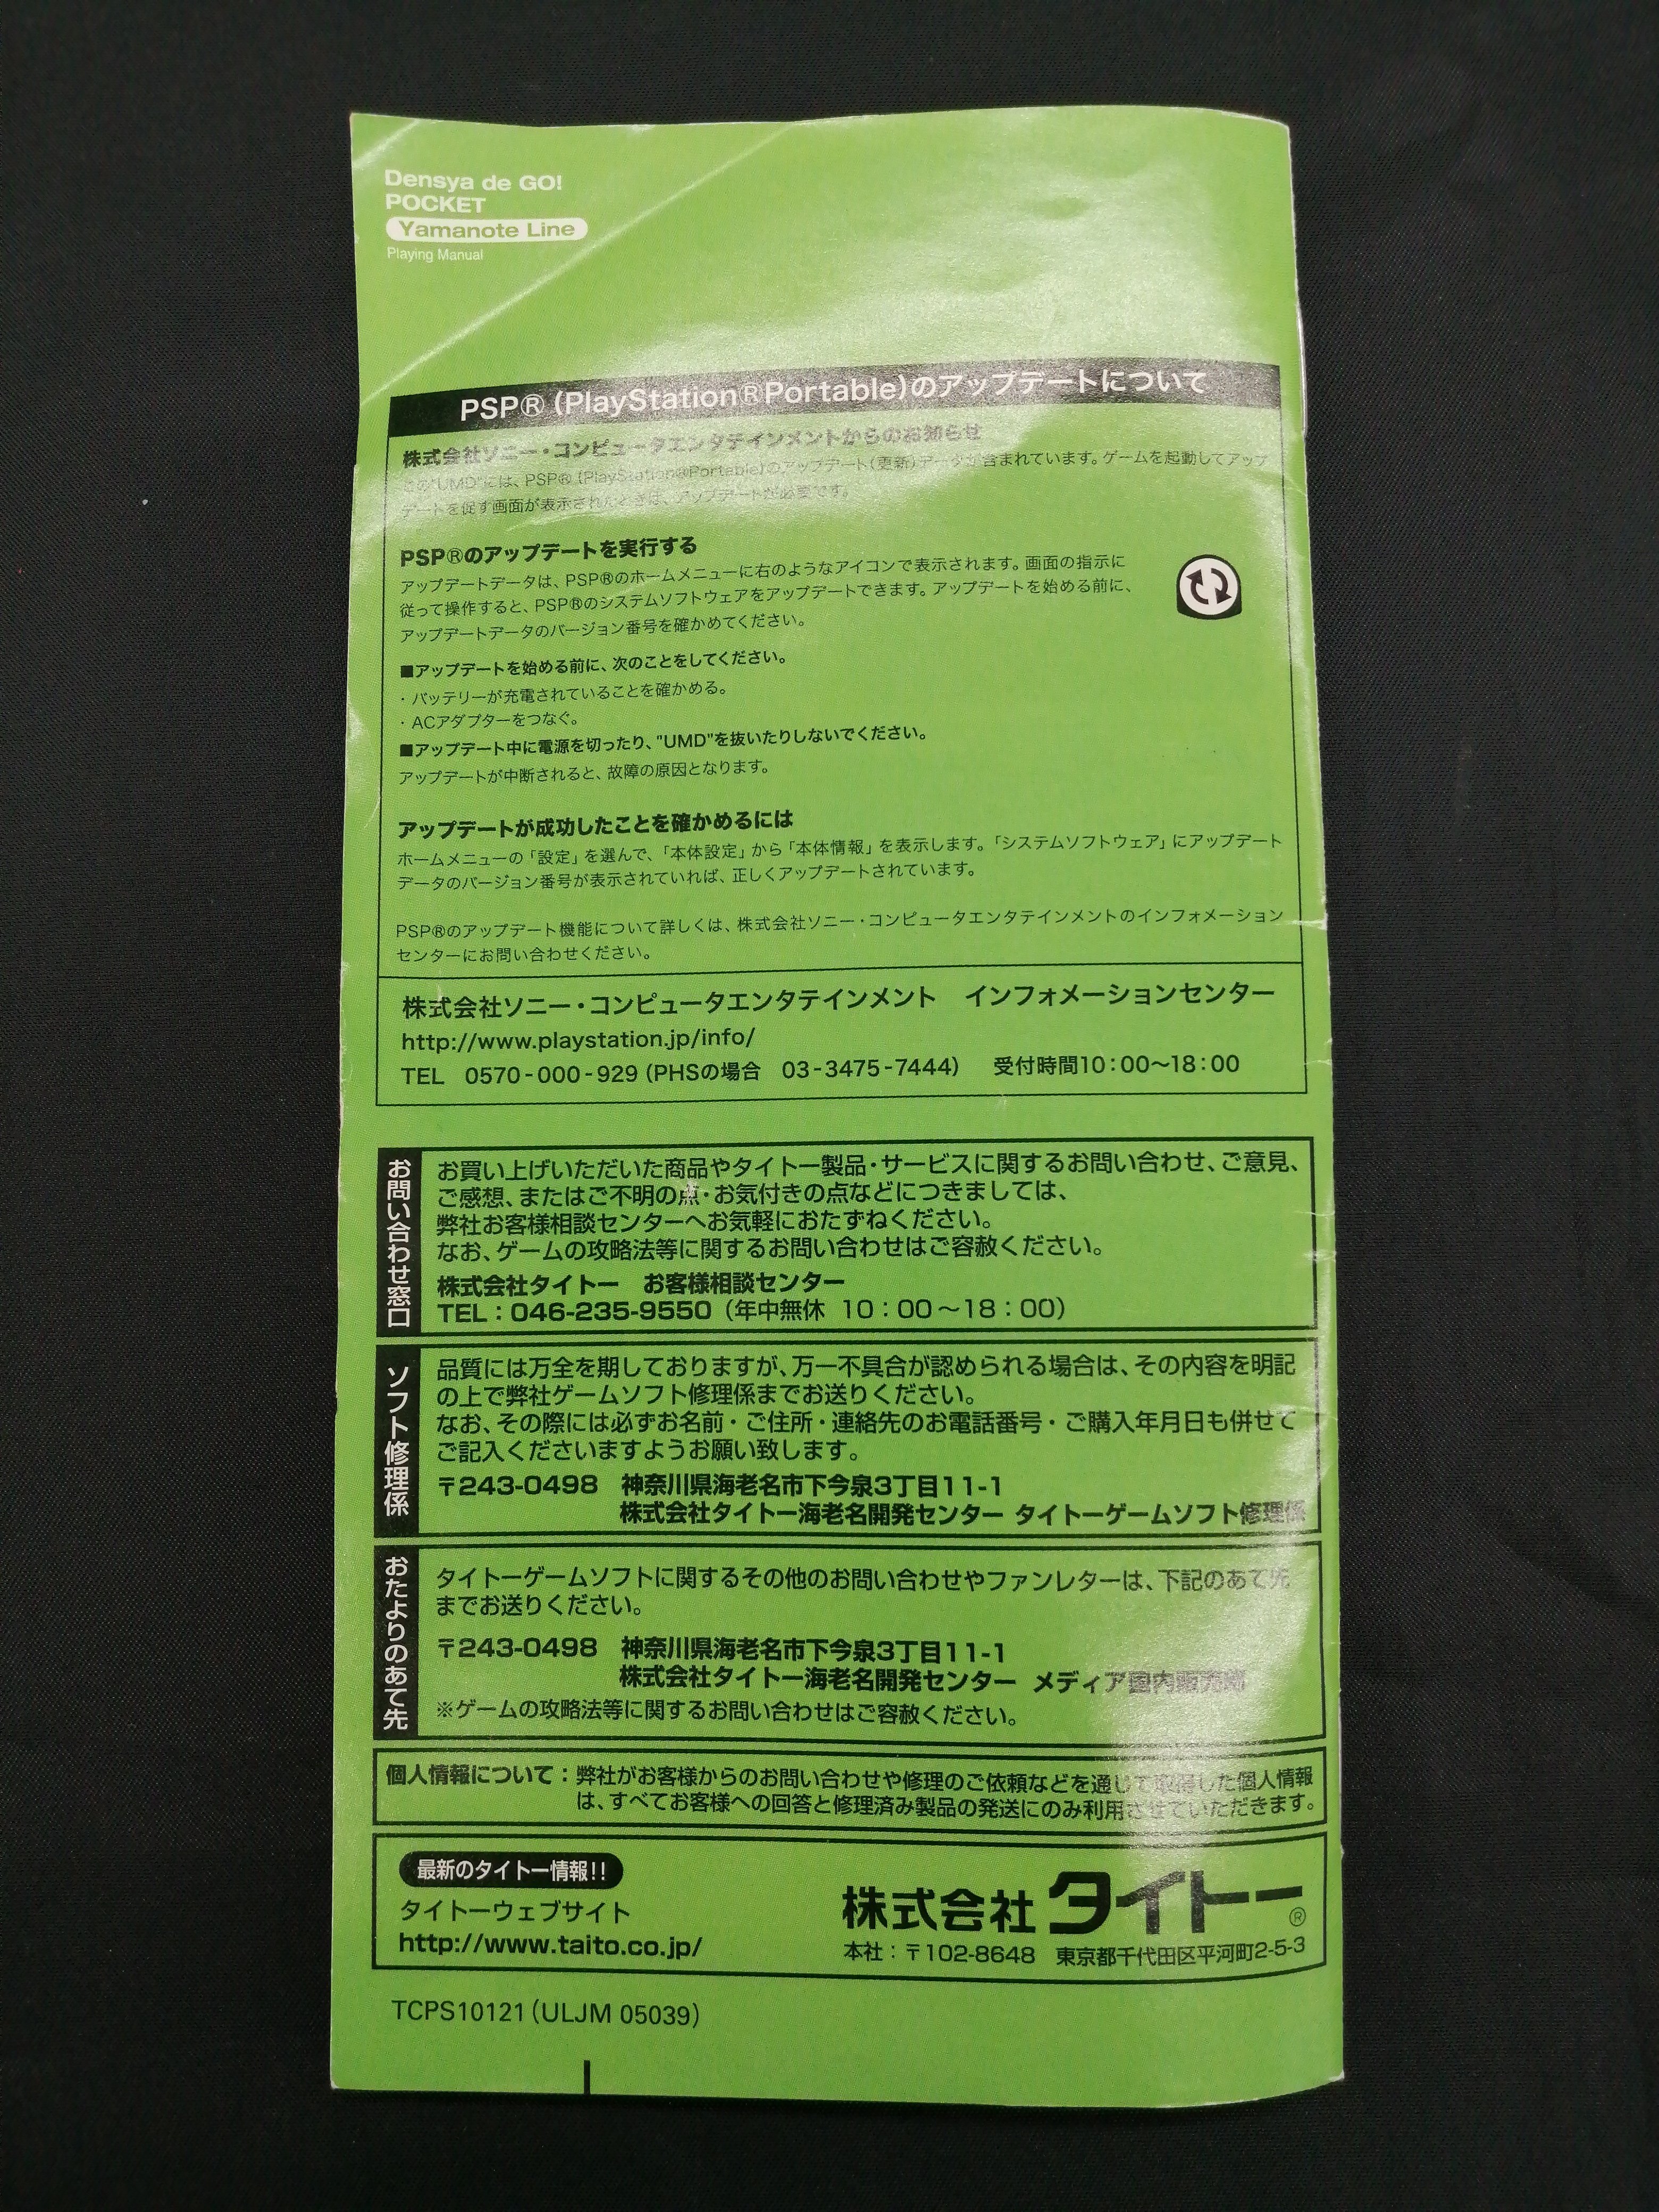 Densya de GO!
POCKET
Yamanote Line
Playing Manual
PSP®(PlayStation®Portable)のアップデートについて
株式会社ソニー・コンピュータエンタテインメントからのお知らせ
この"UMD"には、PSP®(PlayStation®Portable)のアップデート(更新)データが含まれています。ゲームを起動してアップ
デートを促す画面が表示されたときは、アップデートが必要です。
PSP®のアップデートを実行する
アップデートデータは、PSP®のホームメニューに右のようなアイコンで表示されます。画面の指示に
従って操作すると、PSP®のシステムソフトウェアをアップデートできます。アップデートを始める前に、
アップデートデータのバージョン番号を確かめてください。
■アップデートを始める前に、次のことをしてください。
・バッテリーが充電されていることを確かめる。
・ACアダプターをつなぐ。
■アップデート中に電源を切ったり、"UMD"を抜いたりしないでください。
アップデートが中断されると、故障の原因となります。
アップデートが成功したことを確かめるには
ホームメニューの「設定」を選んで、「本体設定」から「本体情報」を表示します。「システムソフトウェア」にアップデート
データのバージョン番号が表示されていれば、正しくアップデートされています。
PSP®のアップデート機能について詳しくは、株式会社ソニー・コンピュータエンタテインメントのインフォメーション
センターにお問い合わせください。
株式会社ソニー・コンピュータエンタテインメント インフォメーションセンター
http://www.playstation.jp/info/
TEL 0570-000-929(PHSの場合 03-3475-7444) 受付時間10:00〜18:00
お問い合わせ窓口
お買い上げいただいた商品やタイトー製品・サービスに関するお問い合わせ、ご意見、
ご感想、またはご不明の点・お気付きの点などにつきましては、
弊社お客様相談センターへお気軽におたずねください。
なお、ゲームの攻略法等に関するお問い合わせはご容赦ください。
株式会社タイトー お客様相談センター
TEL:046-235-9550(年中無休 10:00〜18:00)
ソフト修理係
品質には万全を期しておりますが、万一不具合が認められる場合は、その内容を明記
の上で弊社ゲームソフト修理係までお送りください。
なお、その際には必ずお名前・ご住所・連絡先のお電話番号・ご購入年月日も併せて
ご記入くださいますようお願い致します。
〒243-0498 神奈川県海老名市下今泉3丁目11-1
株式会社タイトー海老名開発センター タイトーゲームソフト修理係
おたよりのあて先
タイトーゲームソフトに関するその他のお問い合わせやファンレターは、下記のあて先
までお送りください。
〒243-0498 神奈川県海老名市下今泉3丁目11-1
株式会社タイトー海老名開発センター メディア国内販売部
※ゲームの攻略法等に関するお問い合わせはご容赦ください。
個人情報について:弊社がお客様からのお問い合わせや修理のご依頼などを通じて取得した個人情報
は、すべてお客様への回答と修理済み製品の発送にのみ利用させていただきます。
最新のタイトー情報!!
タイトーウェブサイト
http://www.taito.co.jp/
株式会社タイトー®
本社:〒102-8648 東京都千代田区平河町2-5-3
TCPS10121(ULJM 05039)